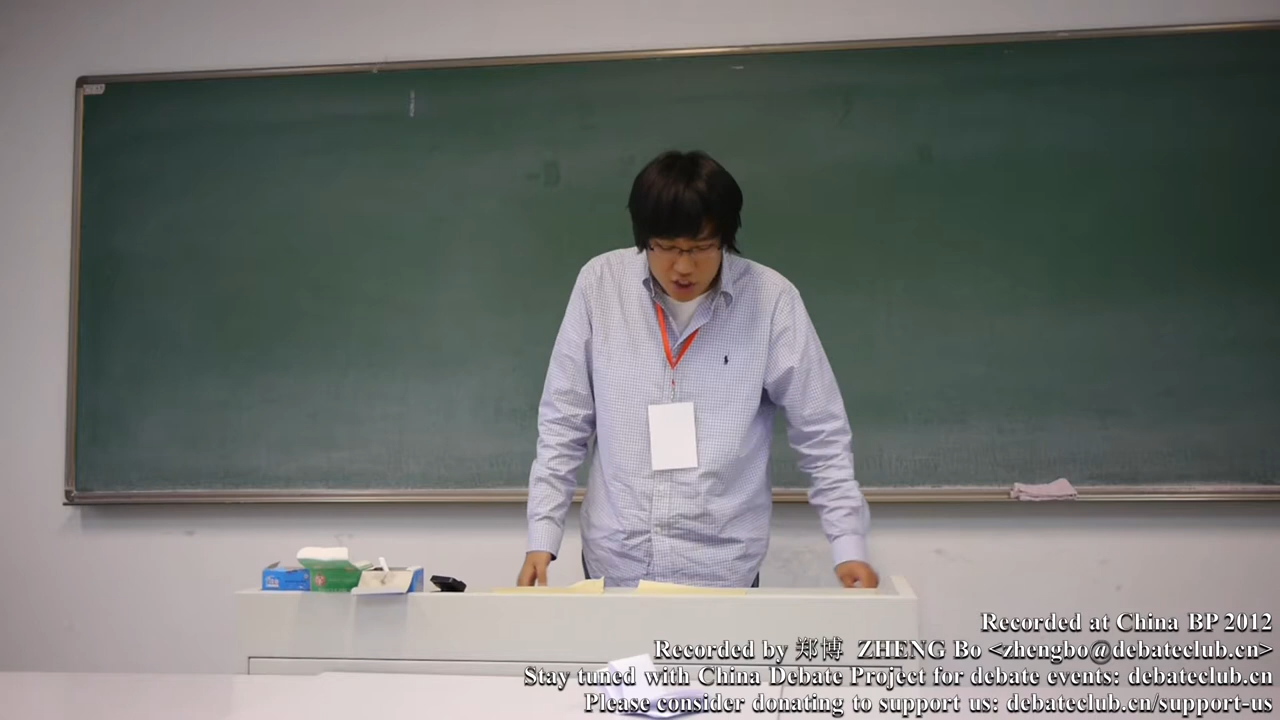 Recorded at China BP 2012
Recorded by 郑博 ZHENG Bo <zhengbo@debateclub.cn>
Stay tuned with China Debate Project for debate events: debateclub.cn
Please consider donating to support us: debateclub.cn/support-us